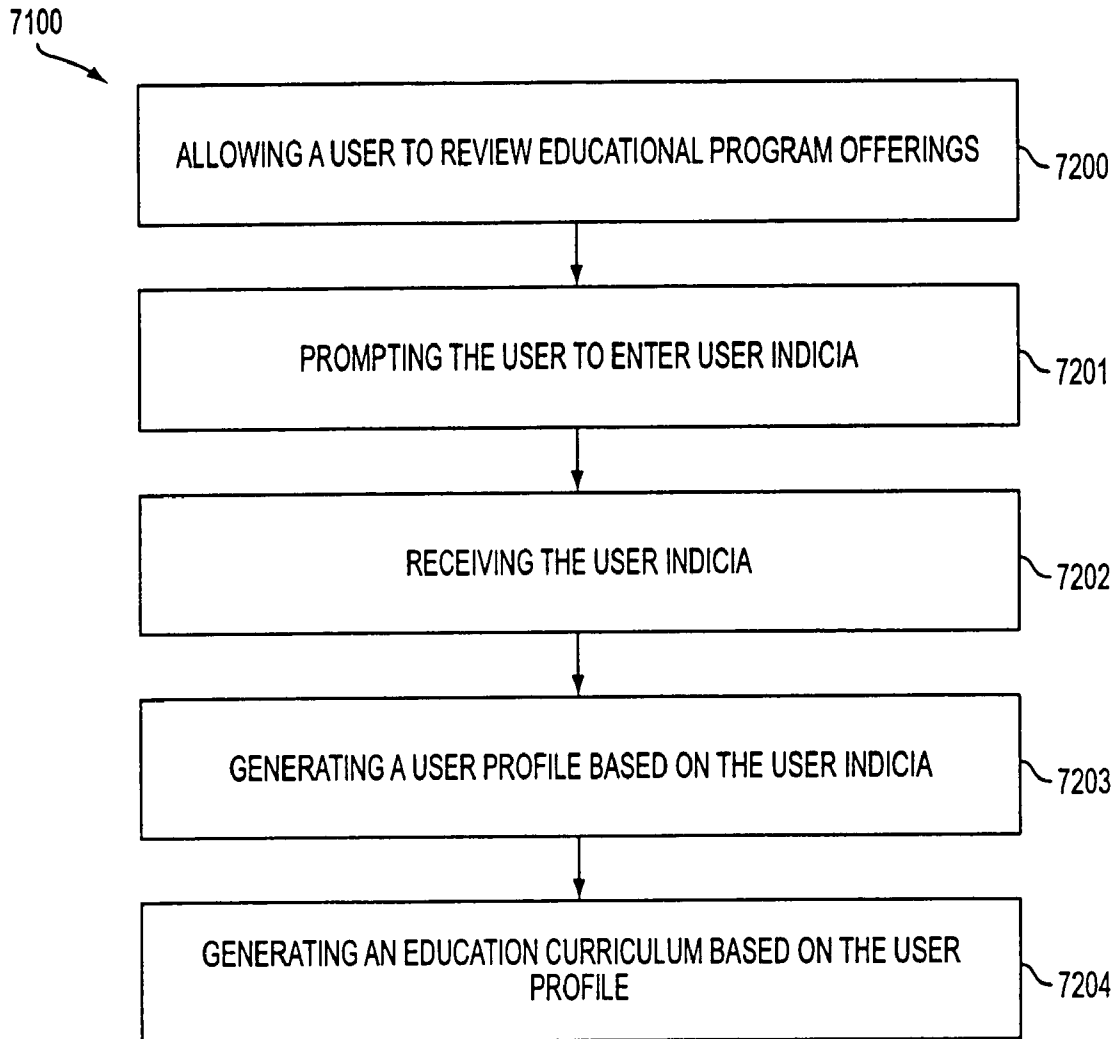 7100
ALLOWING A USER TO REVIEW EDUCATIONAL PROGRAM OFFERINGS
7200
PROMPTING THE USER TO ENTER USER INDICIA
7201
RECEIVING THE USER INDICIA
7202
GENERATING A USER PROFILE BASED ON THE USER INDICIA
7203
GENERATING AN EDUCATION CURRICULUM BASED ON THE USER
PROFILE
7204